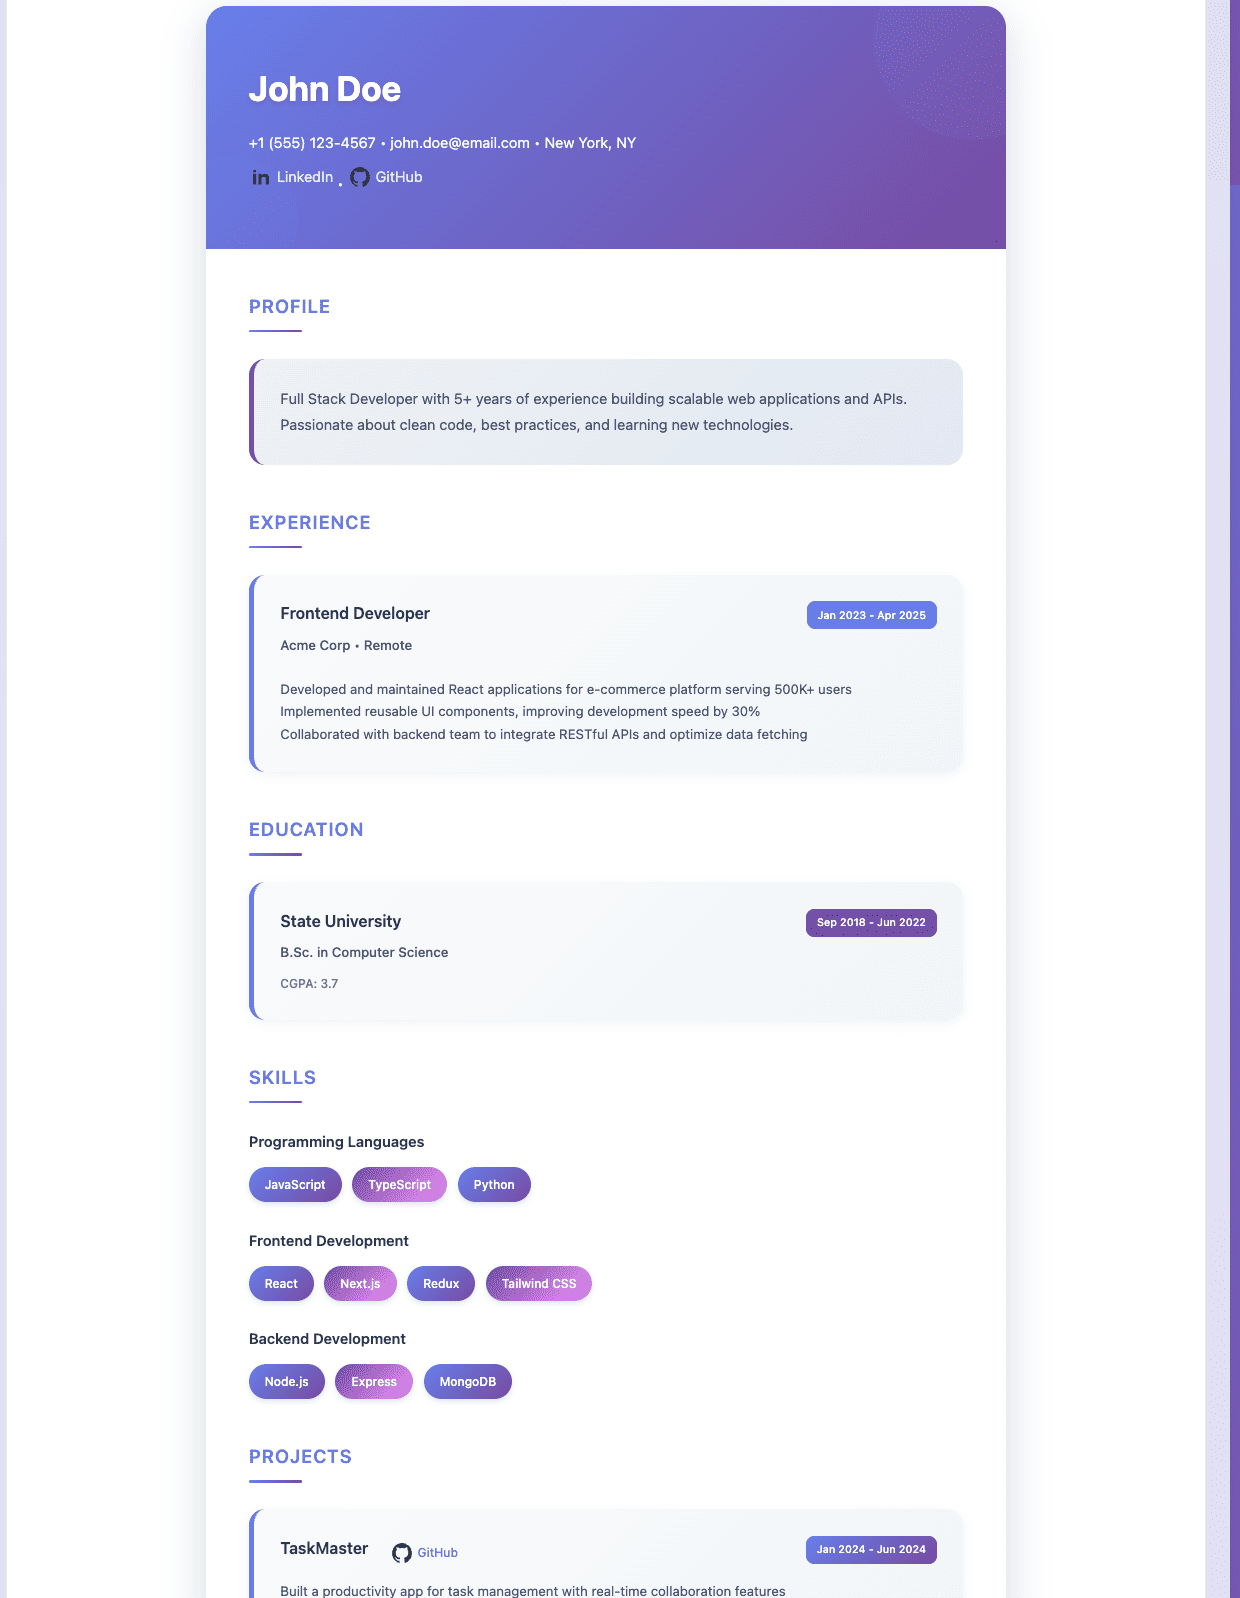 John Doe
+1 (555) 123-4567 • john.doe@email.com • New York, NY
LinkedIn • GitHub
PROFILE
Full Stack Developer with 5+ years of experience building scalable web applications and APIs.
Passionate about clean code, best practices, and learning new technologies.
EXPERIENCE
Frontend Developer
Jan 2023 - Apr 2025
Acme Corp • Remote
Developed and maintained React applications for e-commerce platform serving 500K+ users
Implemented reusable UI components, improving development speed by 30%
Collaborated with backend team to integrate RESTful APIs and optimize data fetching
EDUCATION
State University
Sep 2018 - Jun 2022
B.Sc. in Computer Science
CGPA: 3.7
SKILLS
Programming Languages
JavaScript TypeScript Python
Frontend Development
React Next.js Redux Tailwind CSS
Backend Development
Node.js Express MongoDB
PROJECTS
TaskMaster GitHub
Jan 2024 - Jun 2024
Built a productivity app for task management with real-time collaboration features